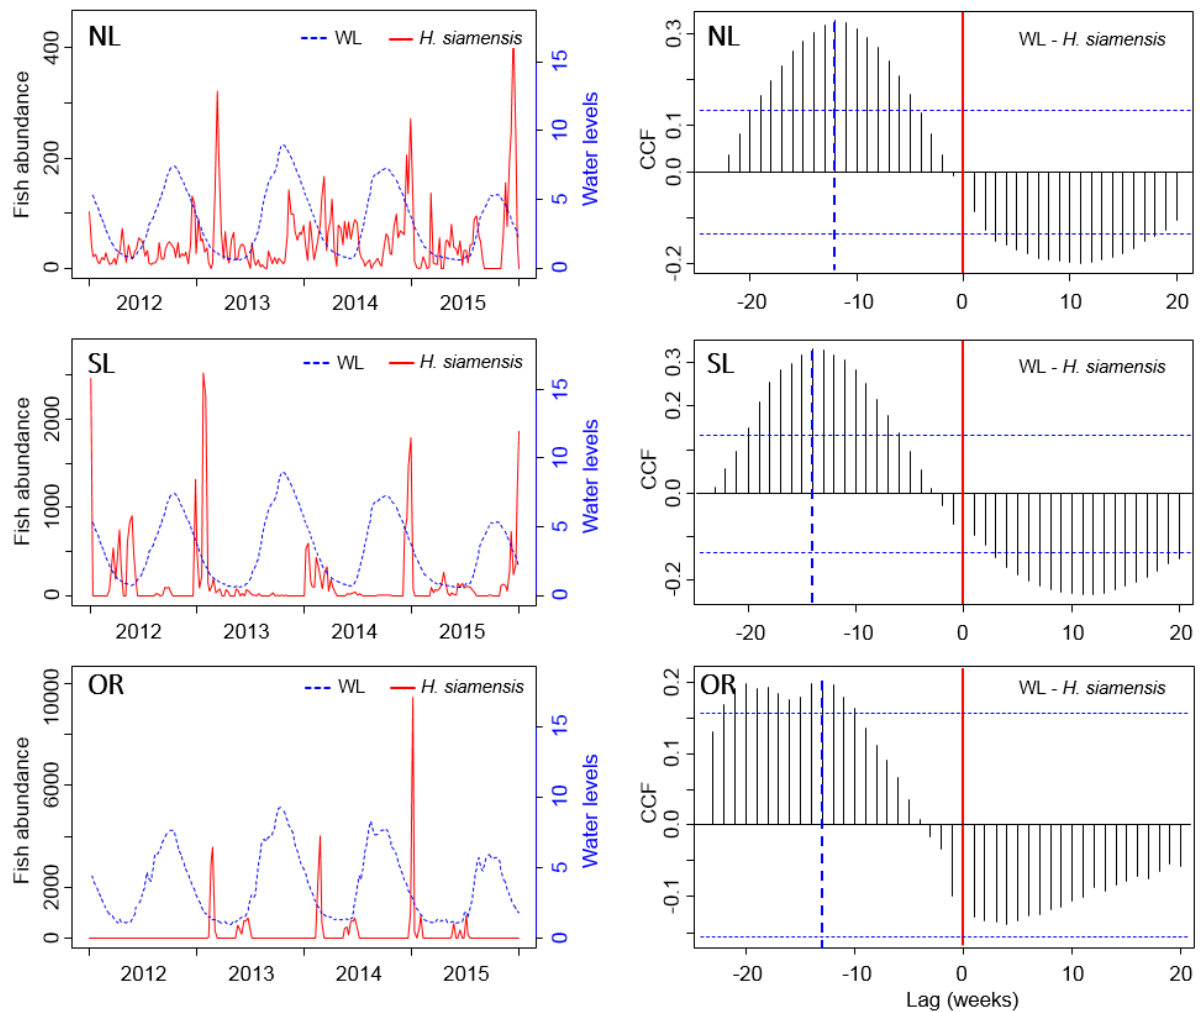 NL
WL
H. siamensis
Fish abundance
0
200
400
Water levels
0
5
10
15
2012
2013
2014
2015
NL
WL - H. siamensis
CCF
-0.2
0.0
0.1
0.3
-20
-10
0
10
20
SL
WL
H. siamensis
Fish abundance
0
1000
2000
Water levels
0
5
10
15
2012
2013
2014
2015
SL
WL - H. siamensis
CCF
-0.2
0.0
0.2
0.3
-20
-10
0
10
20
OR
WL
H. siamensis
Fish abundance
0
2000
6000
10000
Water levels
0
5
10
15
2012
2013
2014
2015
OR
WL - H. siamensis
CCF
-0.1
0.0
0.1
0.2
-20
-10
0
10
20
Lag (weeks)